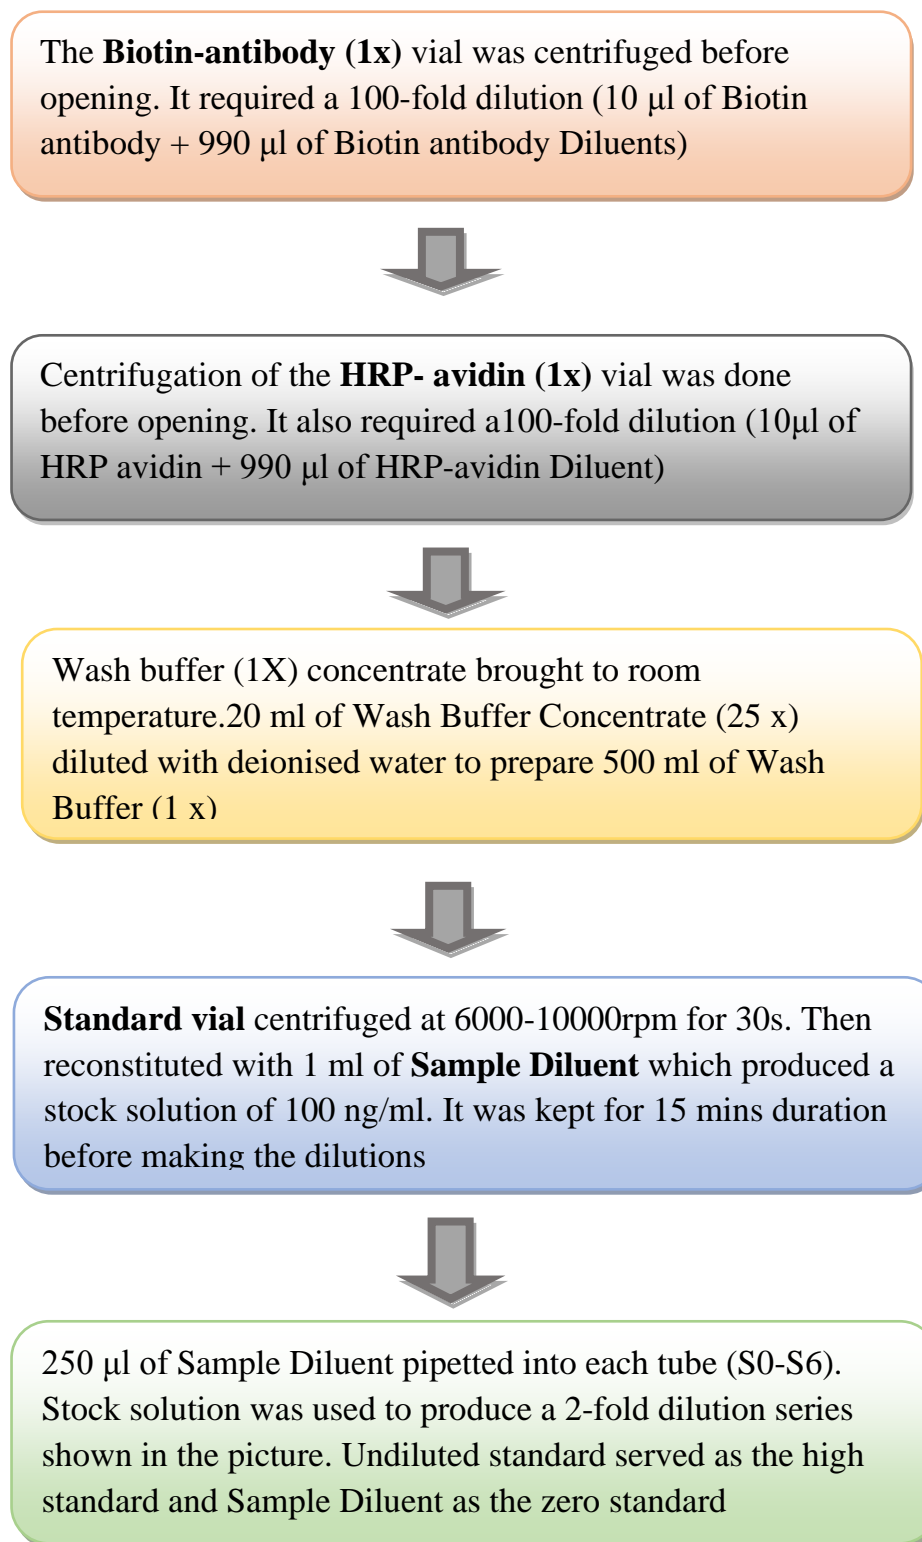 The Biotin-antibody (1x) vial was centrifuged before
opening. It required a 100-fold dilution (10 μl of Biotin
antibody + 990 μl of Biotin antibody Diluents)
Centrifugation of the HRP- avidin (1x) vial was done
before opening. It also required a100-fold dilution (10μl of
HRP avidin + 990 μl of HRP-avidin Diluent)
Wash buffer (1X) concentrate brought to room
temperature.20 ml of Wash Buffer Concentrate (25 x)
diluted with deionised water to prepare 500 ml of Wash
Buffer (1 x)
Standard vial centrifuged at 6000-10000rpm for 30s. Then
reconstituted with 1 ml of Sample Diluent which produced a
stock solution of 100 ng/ml. It was kept for 15 mins duration
before making the dilutions
250 μl of Sample Diluent pipetted into each tube (S0-S6).
Stock solution was used to produce a 2-fold dilution series
shown in the picture. Undiluted standard served as the high
standard and Sample Diluent as the zero standard